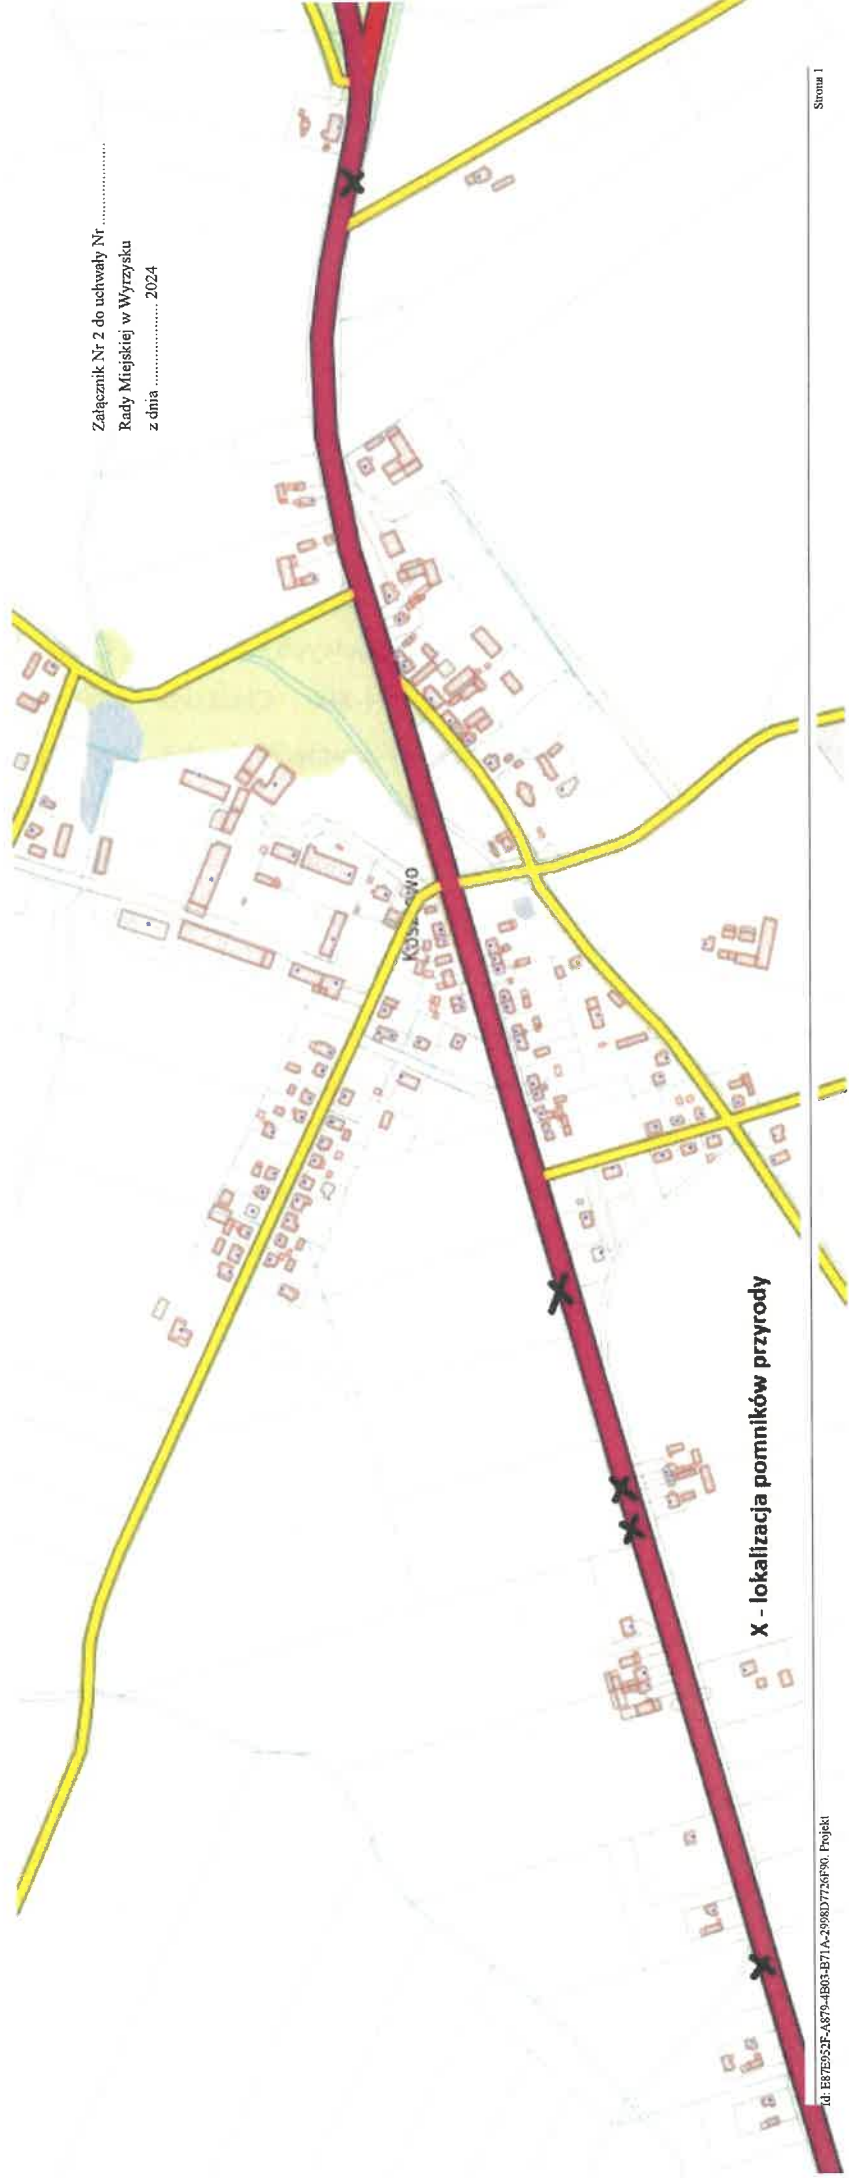 Załącznik Nr 2 do uchwały Nr ....................
Rady Miejskiej w Wyrzysku
z dnia .................... 2024
X - lokalizacja pomników przyrody
Id: E87E952F-A879-4B03-B71A-2998D7726F90. Projekt
Strona 1